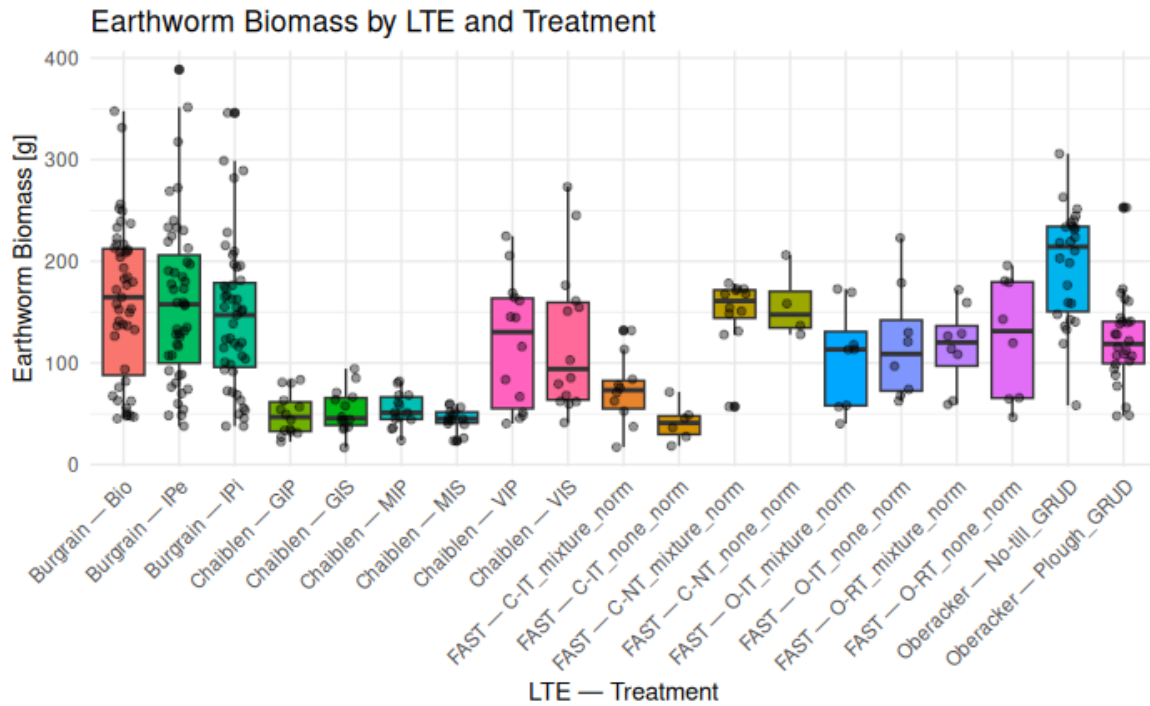 Earthworm Biomass by LTE and Treatment
Earthworm Biomass [g]
400
300
200
100
0
Burgrain — Bio
Burgrain — IPe
Burgrain — IPi
Chaiblen — GIP
Chaiblen — GIS
Chaiblen — MIP
Chaiblen — MIS
Chaiblen — VIP
Chaiblen — VIS
FAST — C-IT_mixture_norm
FAST — C-IT_none_norm
FAST — C-NT_mixture_norm
FAST — C-NT_none_norm
FAST — O-IT_mixture_norm
FAST — O-IT_none_norm
FAST — O-RT_mixture_norm
FAST — O-RT_none_norm
Oberacker — No-till_GRUD
Oberacker — Plough_GRUD
LTE — Treatment